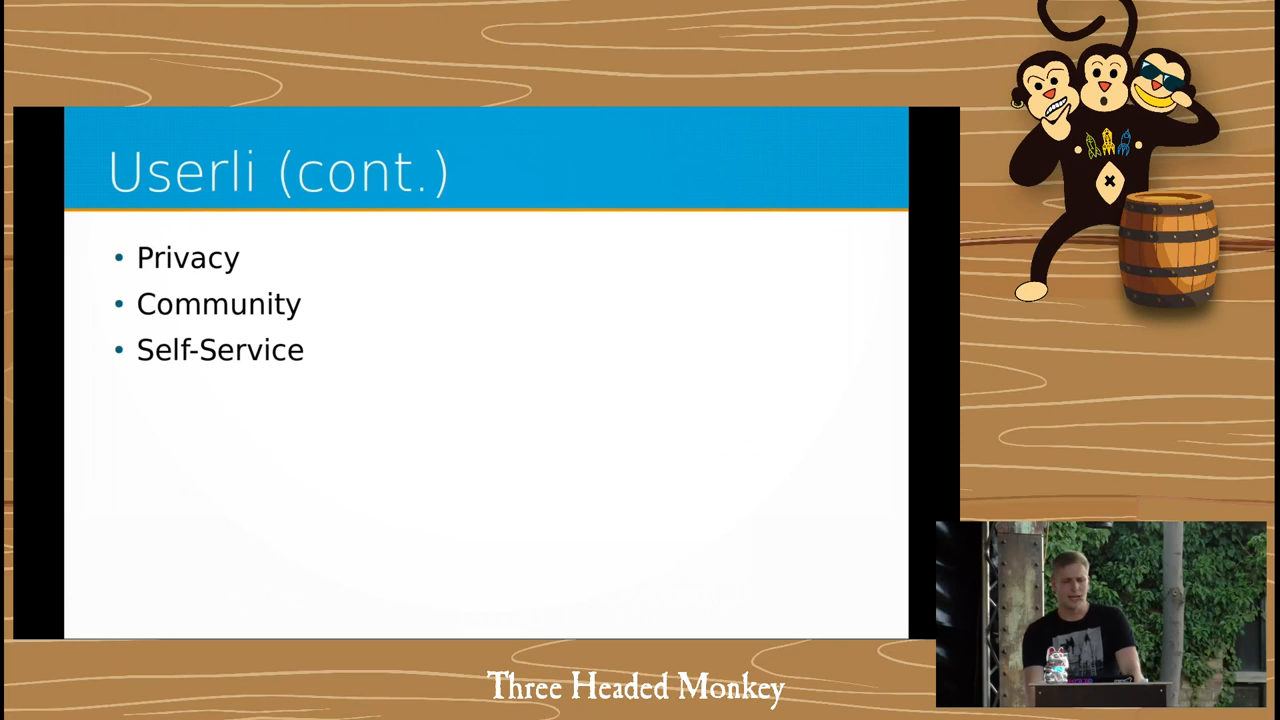 Userli (cont.)
• Privacy
• Community
• Self-Service
Three Headed Monkey